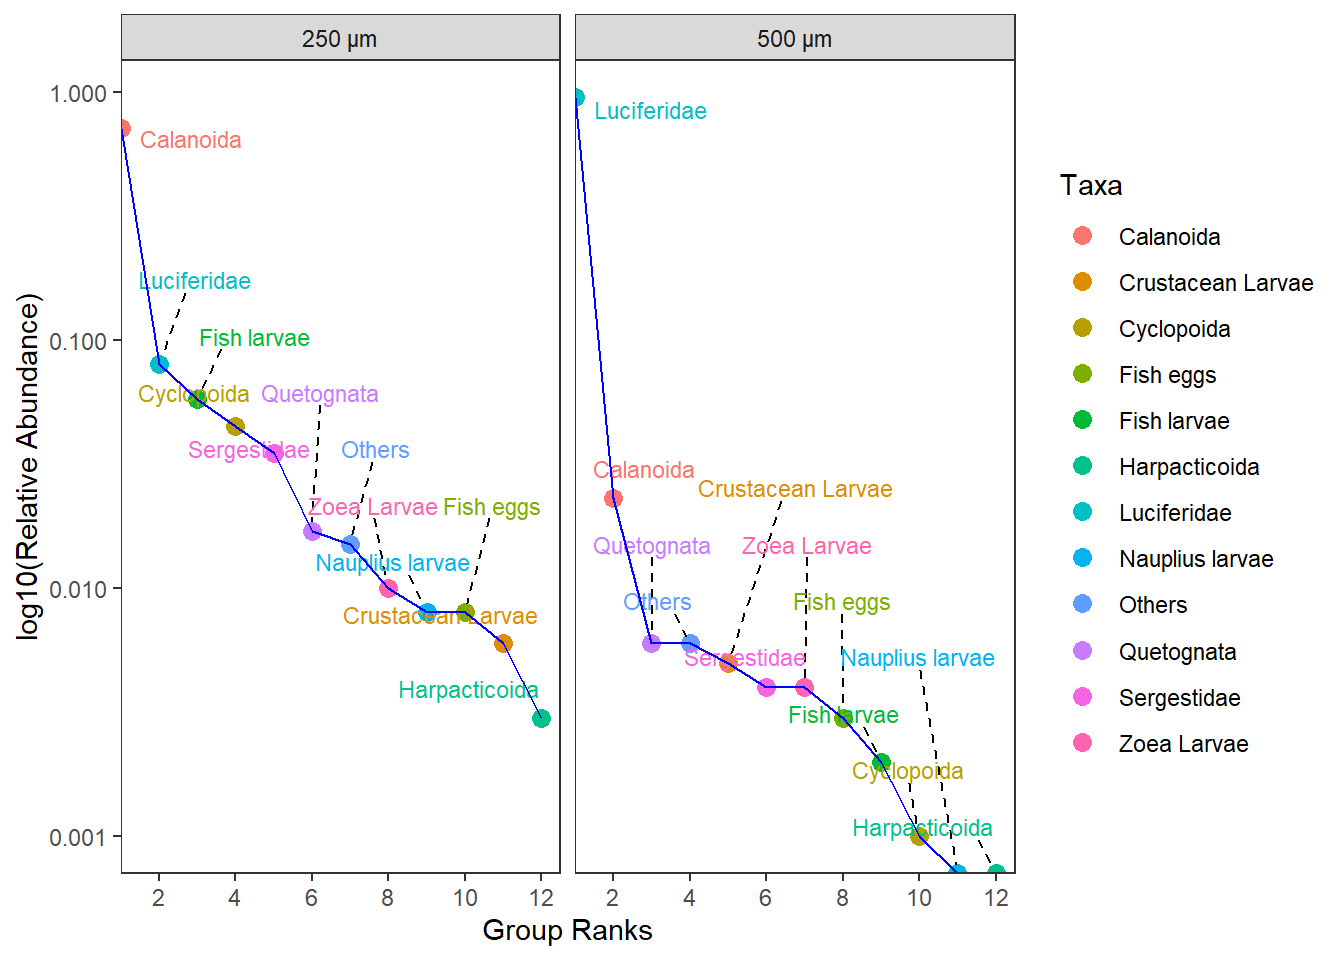 250 µm
500 µm
log10(Relative Abundance)
1.000
0.100
0.010
0.001
Calanoida
Luciferidae
Fish larvae
Cyclopoida
Quetognata
Sergestidae
Others
Zoea Larvae
Fish eggs
Nauplius larvae
Crustacean Larvae
Harpacticoida
2 4 6 8 10 12
Luciferidae
Calanoida
Crustacean Larvae
Quetognata
Zoea Larvae
Others
Fish eggs
Sergestidae
Nauplius larvae
Fish larvae
Cyclopoida
Harpacticoida
2 4 6 8 10 12
Group Ranks
Taxa
Calanoida
Crustacean Larvae
Cyclopoida
Fish eggs
Fish larvae
Harpacticoida
Luciferidae
Nauplius larvae
Others
Quetognata
Sergestidae
Zoea Larvae